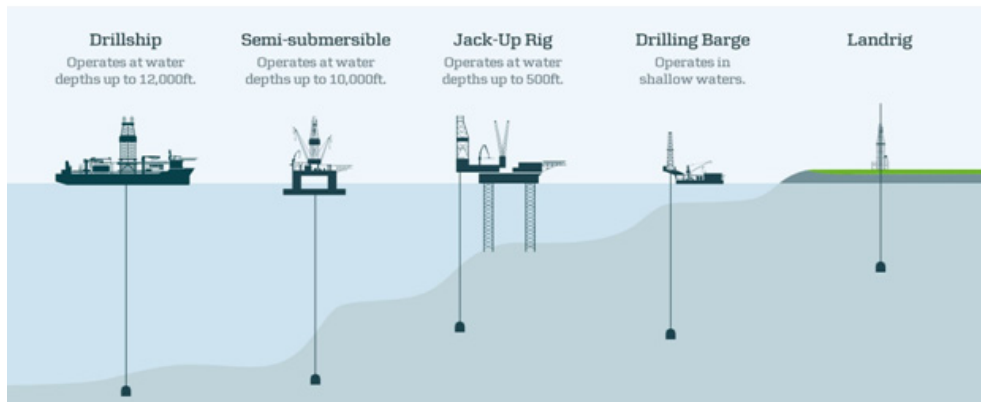 Drillship
Operates at water
depths up to 12,000ft.
Semi-submersible
Operates at water
depths up to 10,000ft.
Jack-Up Rig
Operates at water
depths up to 500ft.
Drilling Barge
Operates in
shallow waters.
Landrig